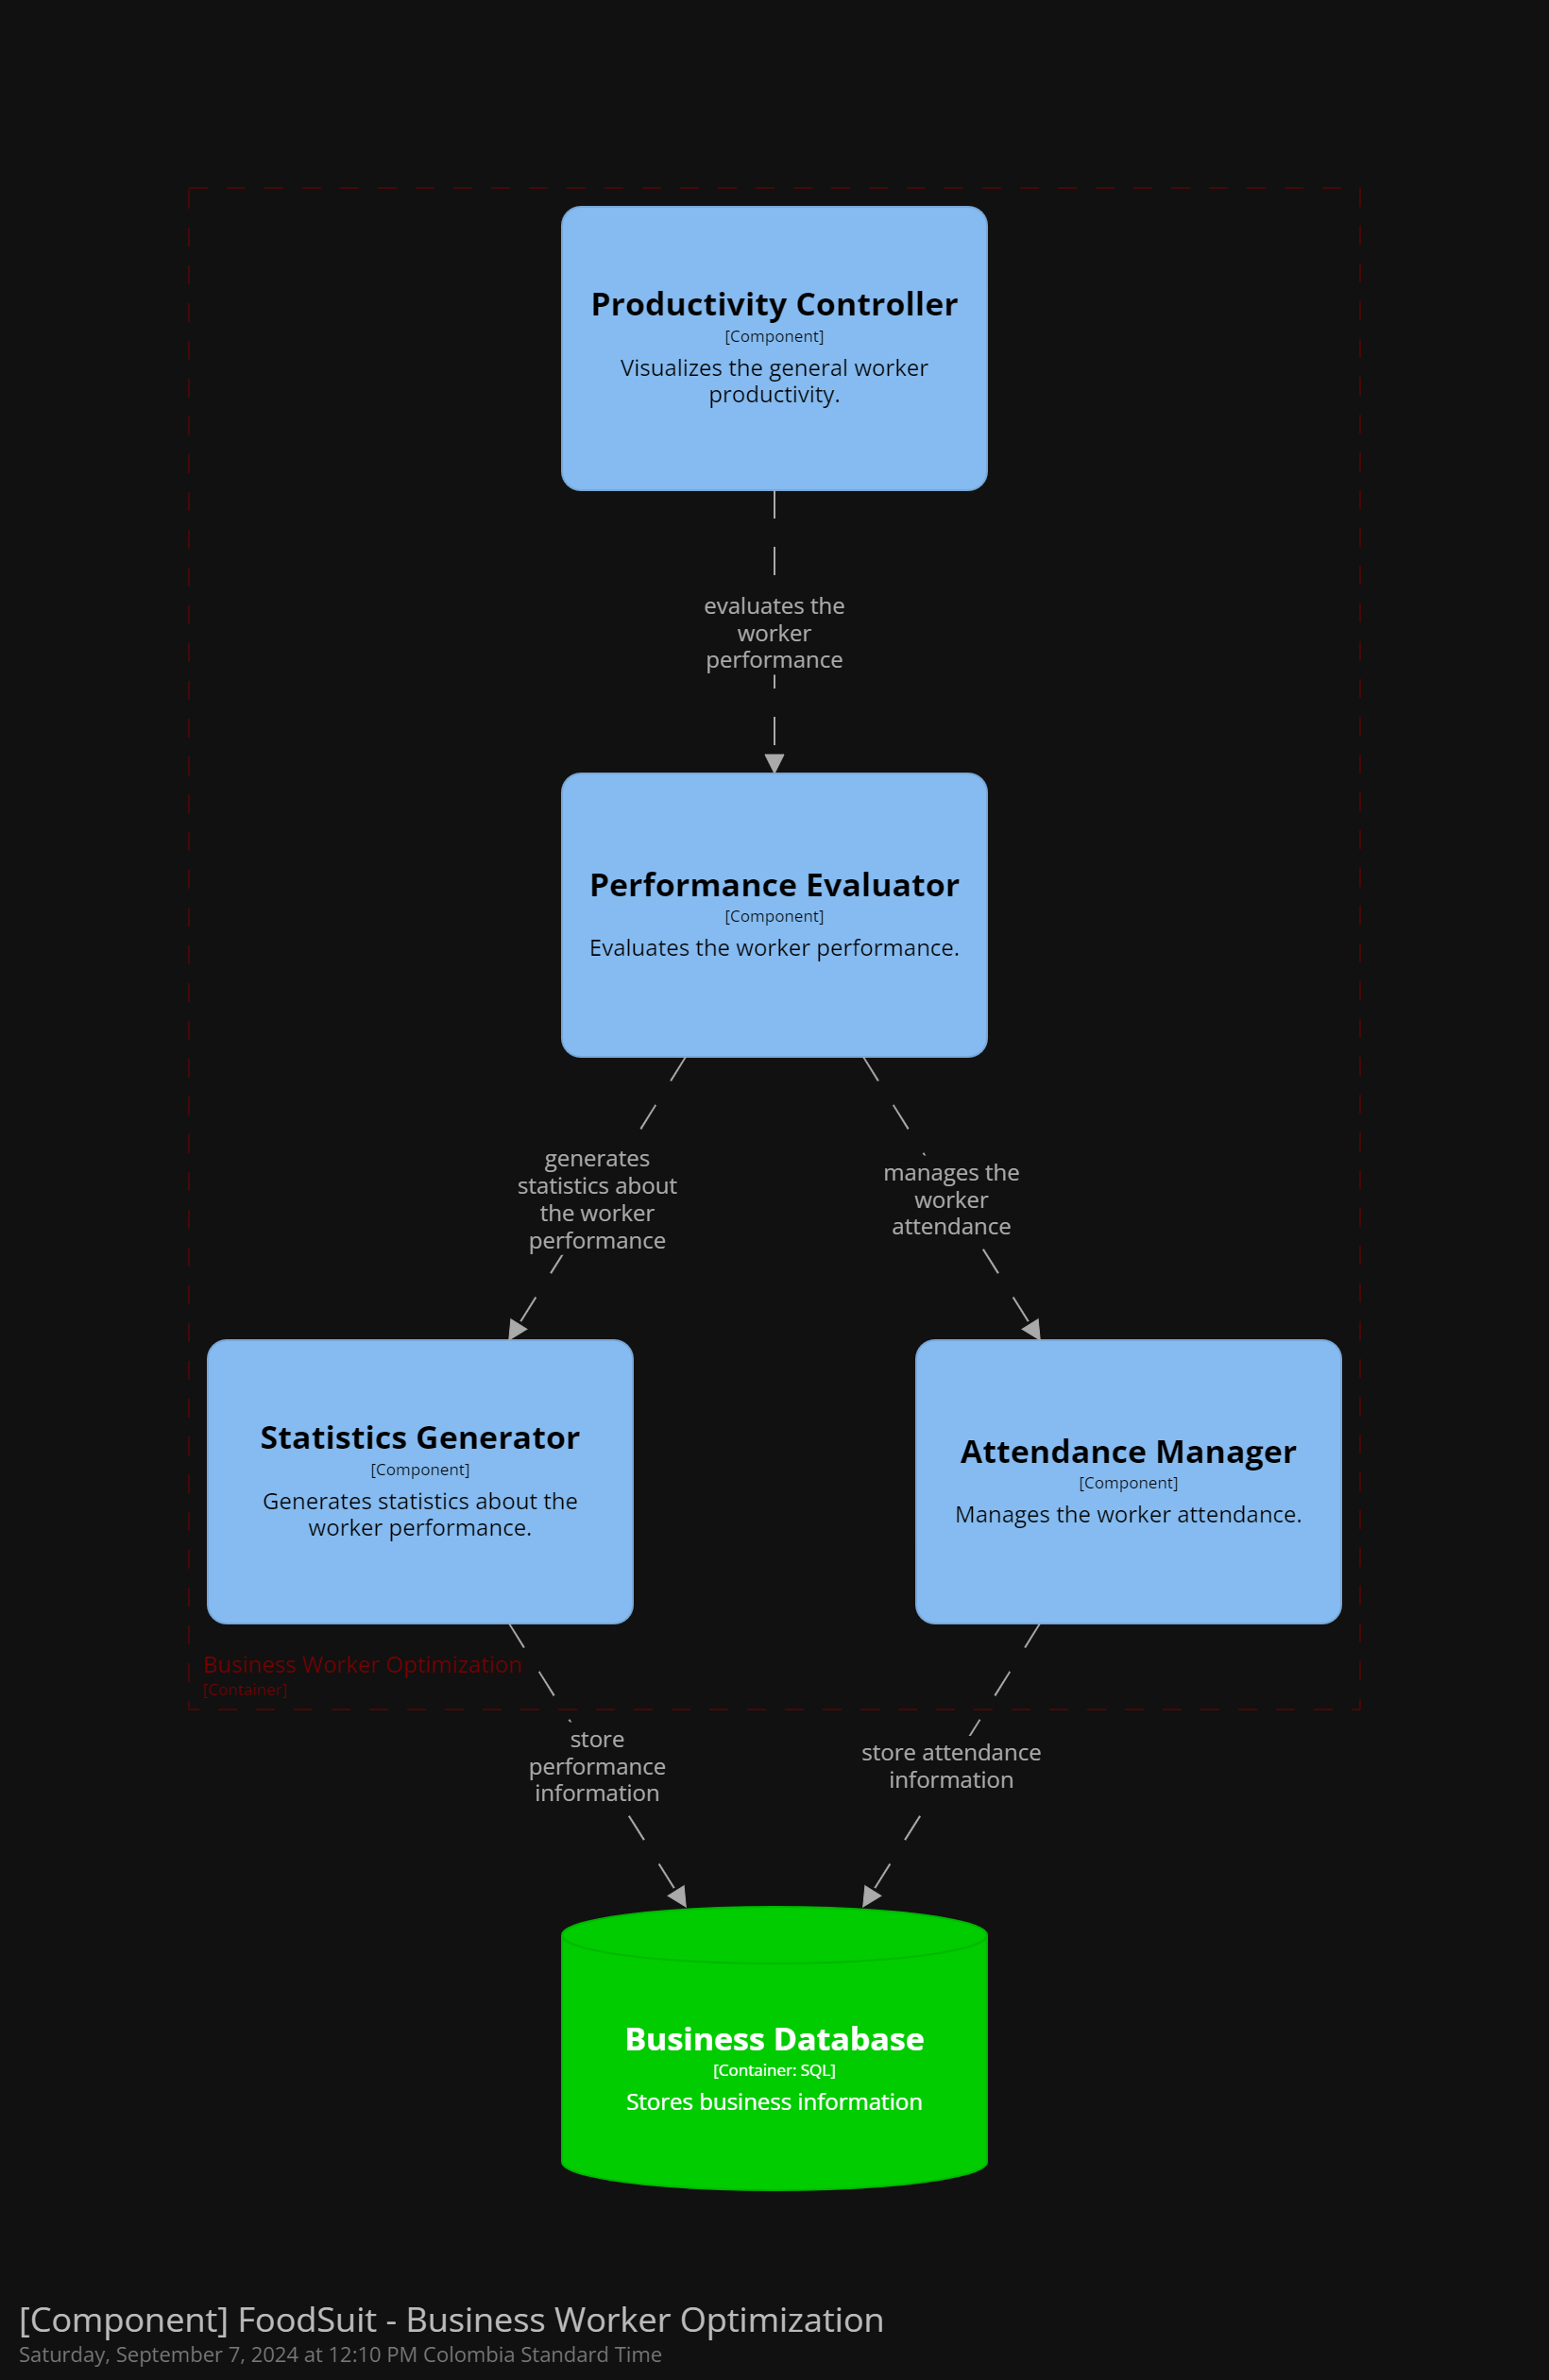 Productivity Controller
[Component]
Visualizes the general worker
productivity.
evaluates the
worker
performance
Performance Evaluator
[Component]
Evaluates the worker performance.
generates
statistics about
the worker
performance
manages the
worker
attendance
Statistics Generator
[Component]
Generates statistics about the
worker performance.
Attendance Manager
[Component]
Manages the worker attendance.
Business Worker Optimization
[Container]
store
performance
information
store attendance
information
Business Database
[Container: SQL]
Stores business information
[Component] FoodSuit - Business Worker Optimization
Saturday, September 7, 2024 at 12:10 PM Colombia Standard Time